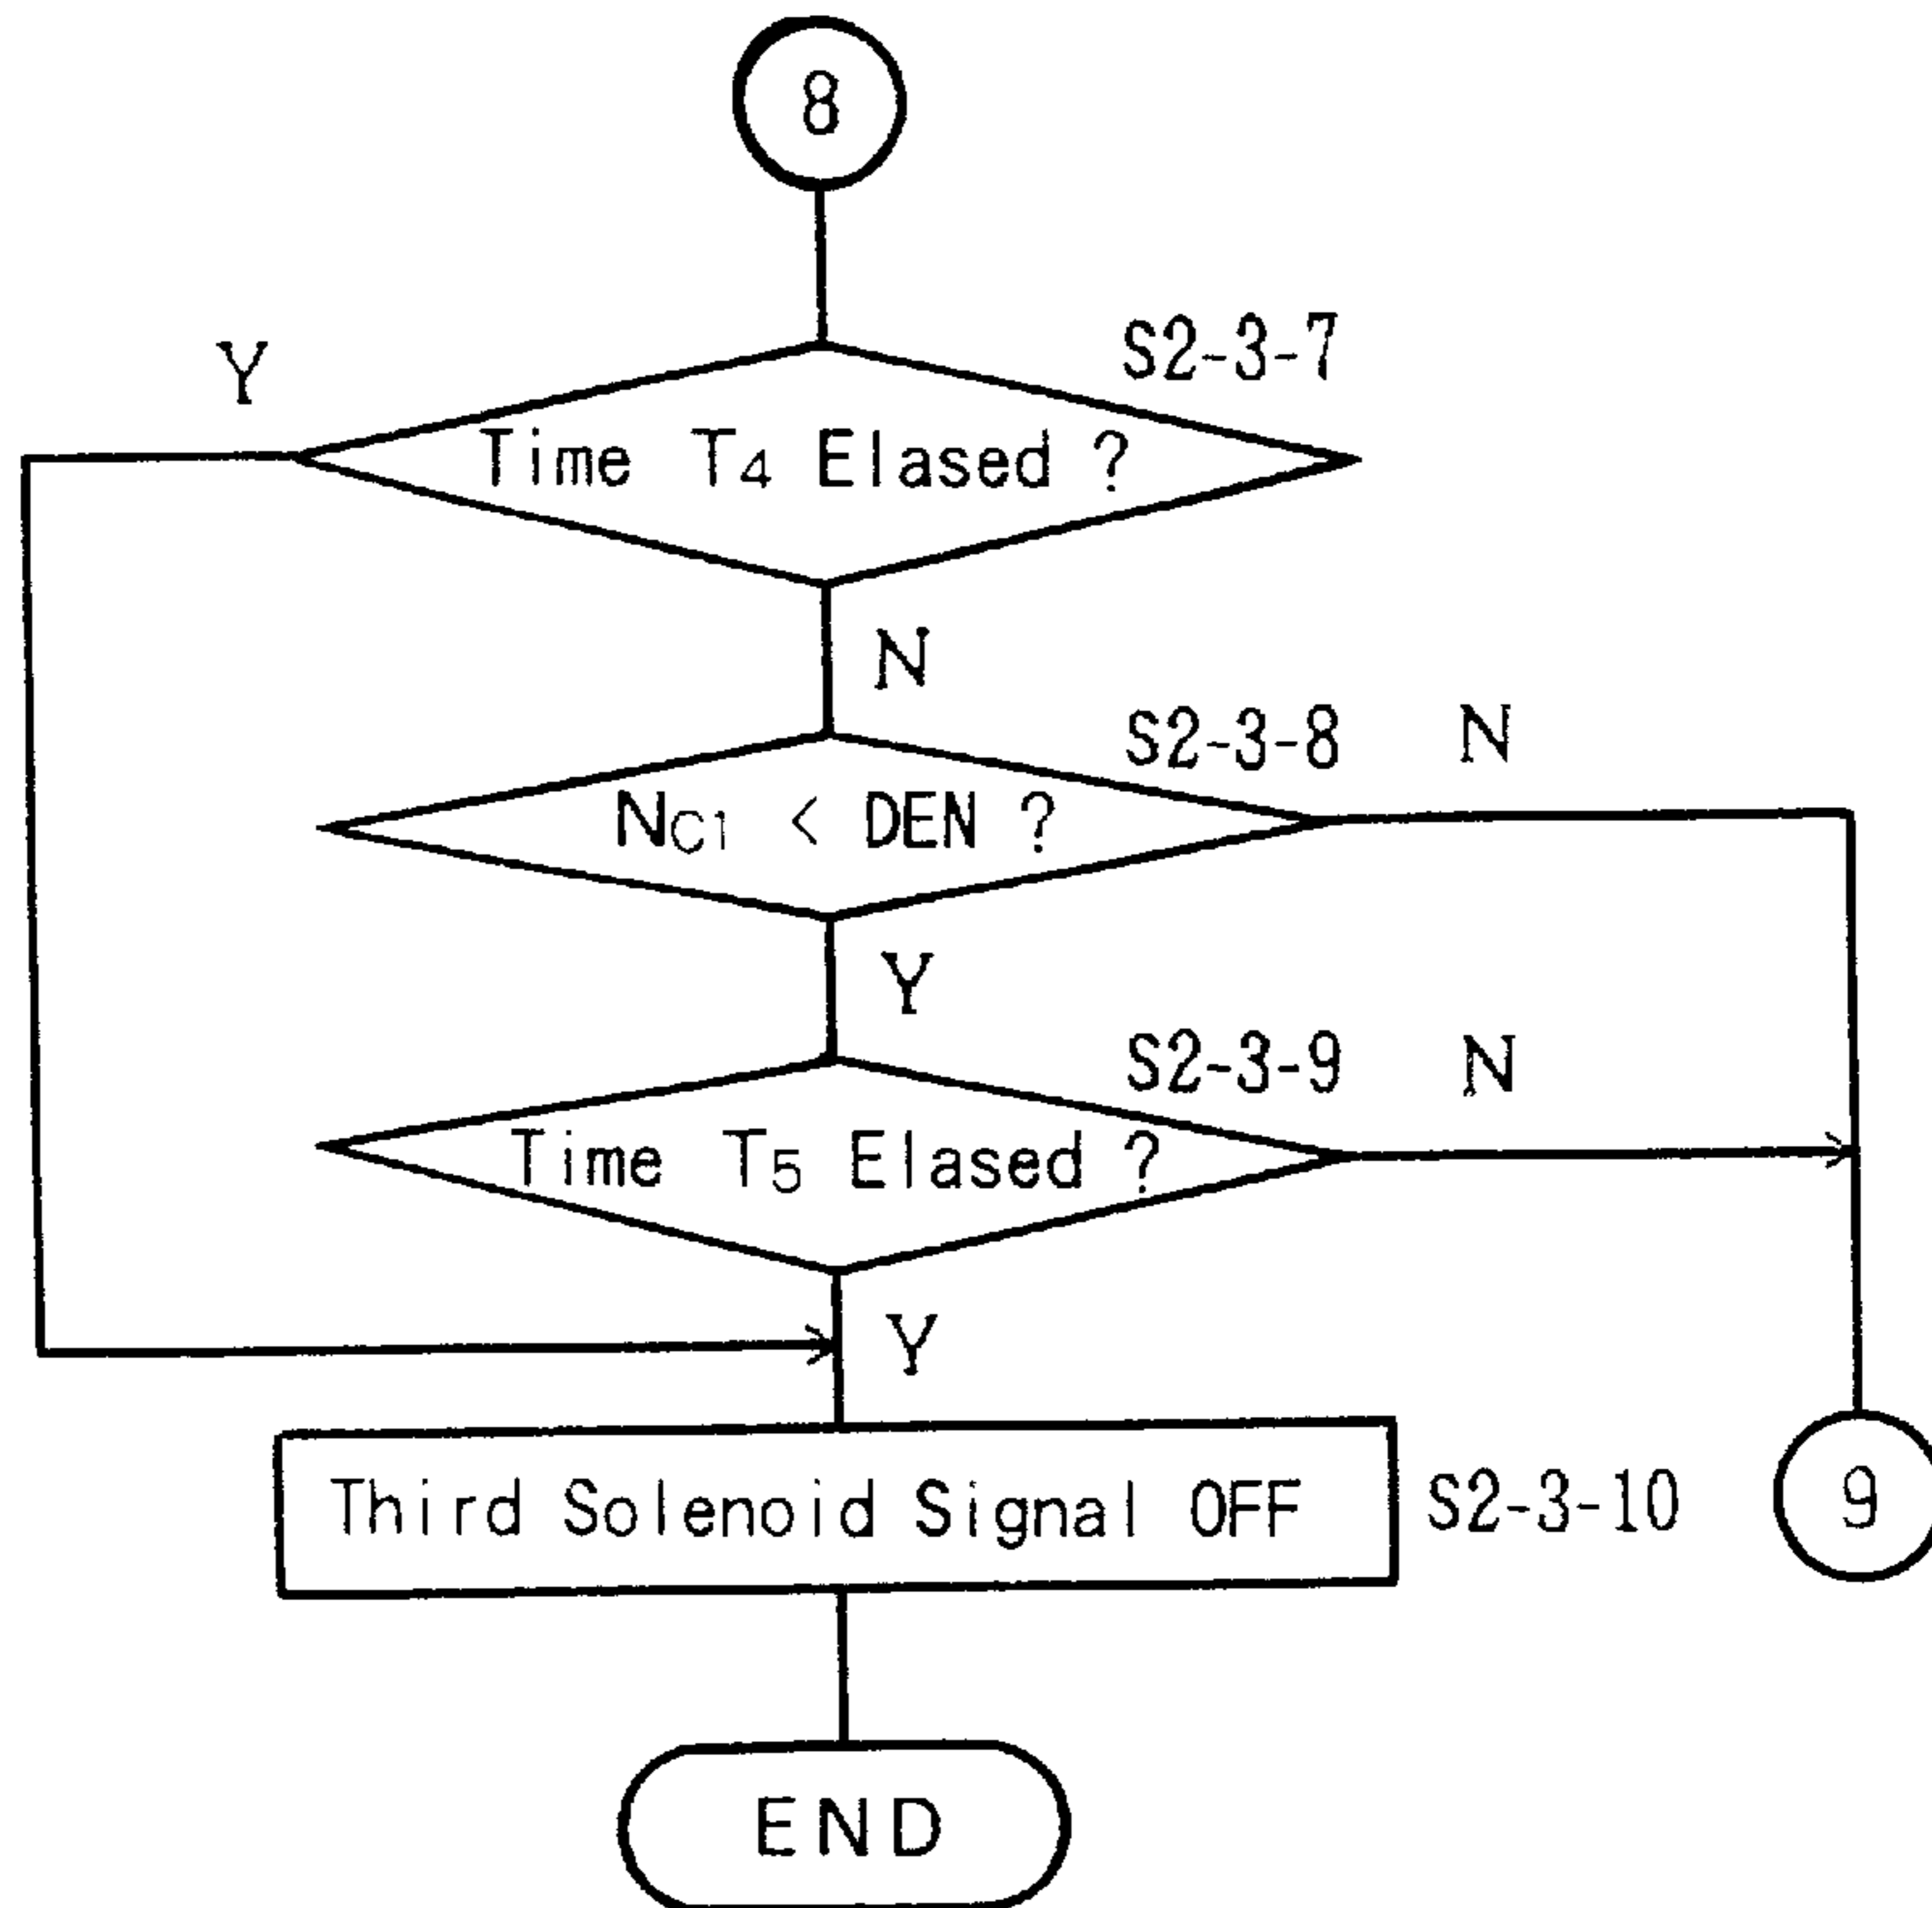 8
Y
S2-3-7
Time T4 Elased ?
N
S2-3-8
N
NC1 < DEN ?
Y
S2-3-9
N
Time T5 Elased ?
Y
Third Solenoid Signal OFF
S2-3-10
9
END